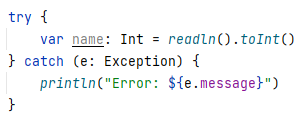 try {
    var name: Int = readln().toInt()
} catch (e: Exception) {
    println("Error: ${e.message}")
}